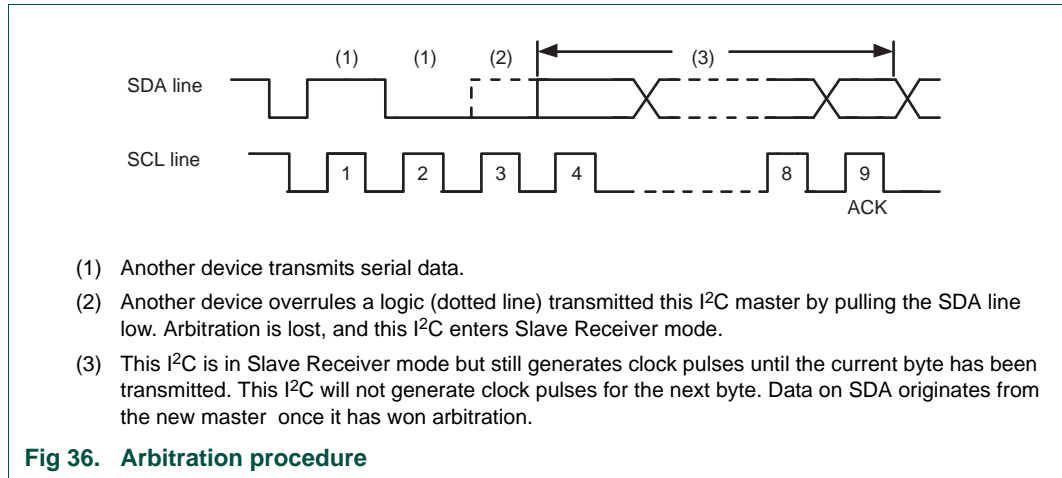 (1) (1) (2) (3)
SDA line
SCL line
1 2 3 4 8 9
ACK
(1) Another device transmits serial data.
(2) Another device overrules a logic (dotted line) transmitted this I2C master by pulling the SDA line
low. Arbitration is lost, and this I2C enters Slave Receiver mode.
(3) This I2C is in Slave Receiver mode but still generates clock pulses until the current byte has been
transmitted. This I2C will not generate clock pulses for the next byte. Data on SDA originates from
the new master once it has won arbitration.
Fig 36. Arbitration procedure